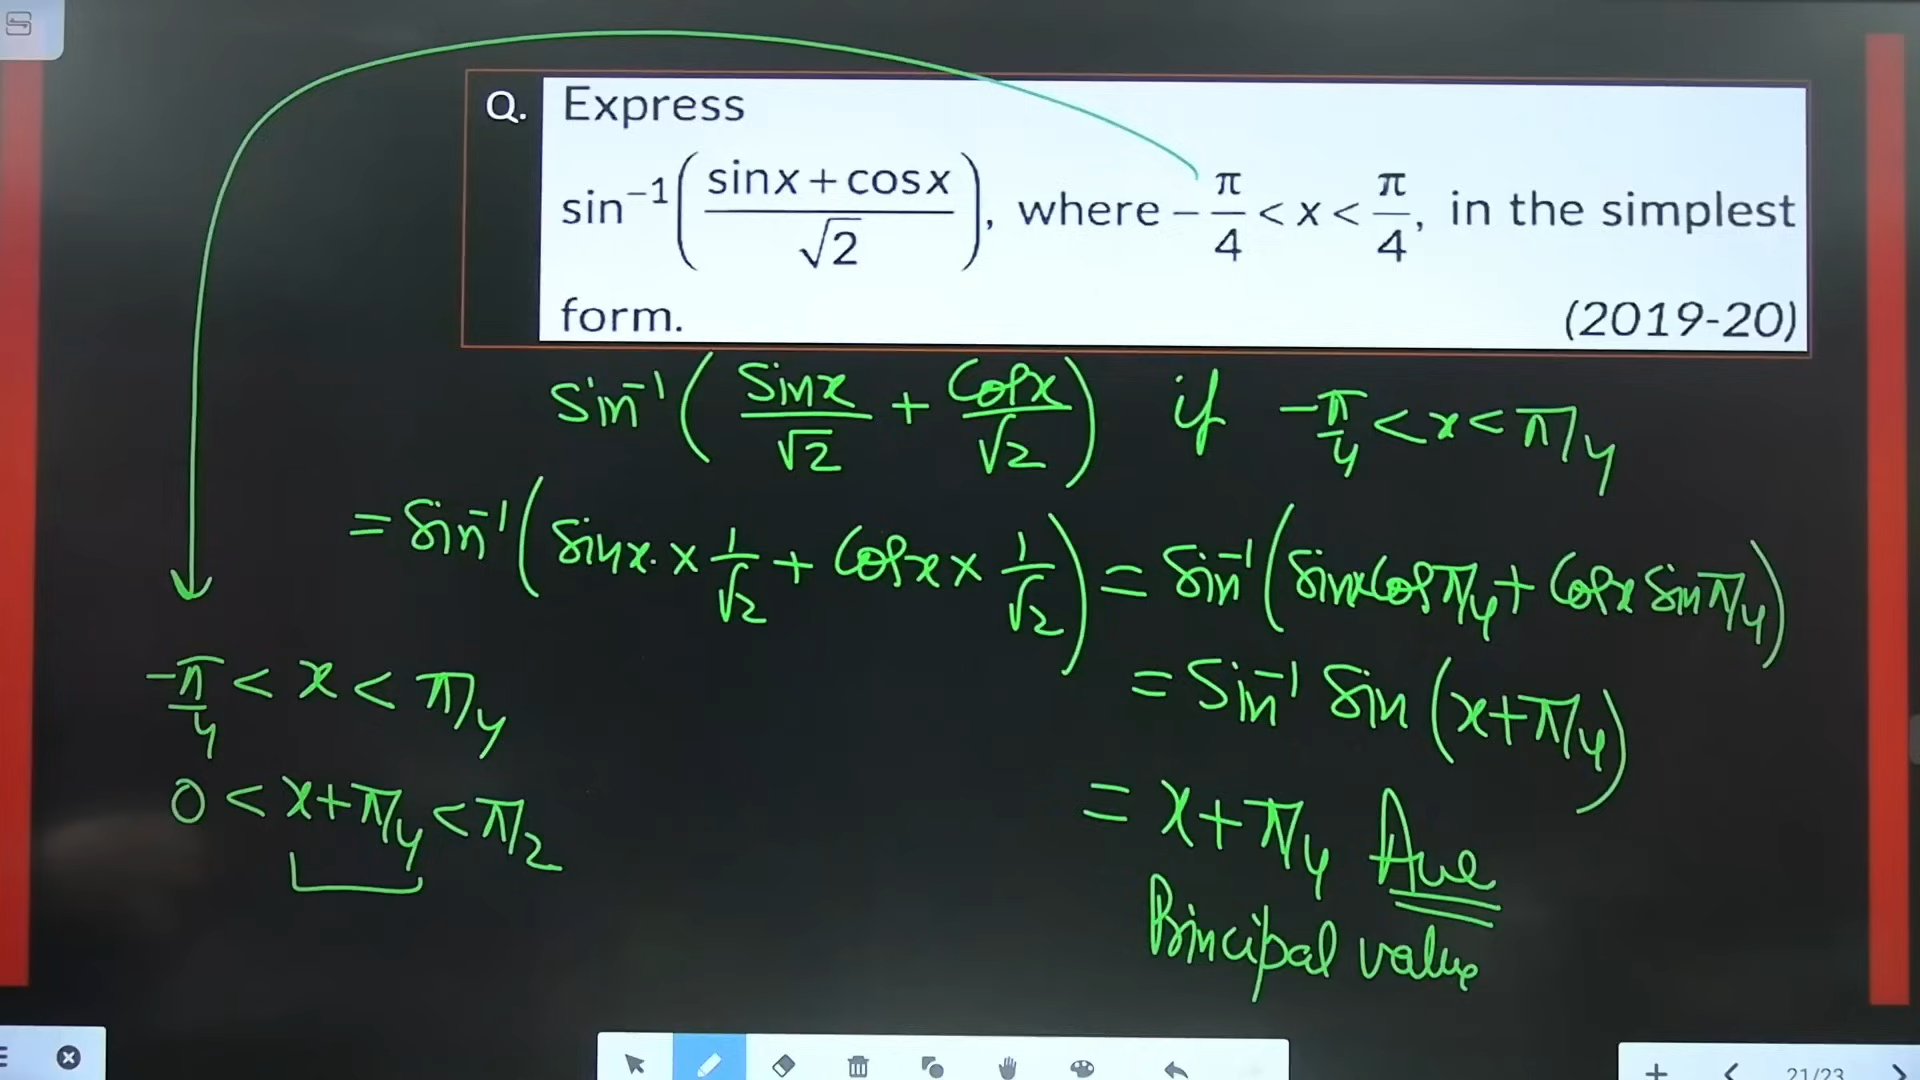 Q. Express
sin⁻¹((sinx+cosx)/√2), where -π/4 < x < π/4, in the simplest
form. (2019-20)
Sin⁻¹(Sinx/√2 + Cosx/√2) if -π/4 < x < π/4
= Sin⁻¹(Sinx × 1/√2 + Cosx × 1/√2) = Sin⁻¹(Sinx Cosπ/4 + Cosx Sinπ/4)
= Sin⁻¹ Sin(x+π/4)
= x+π/4 Ans
Principal value
-π/4 < x < π/4
0 < x+π/4 < π/2
21/23